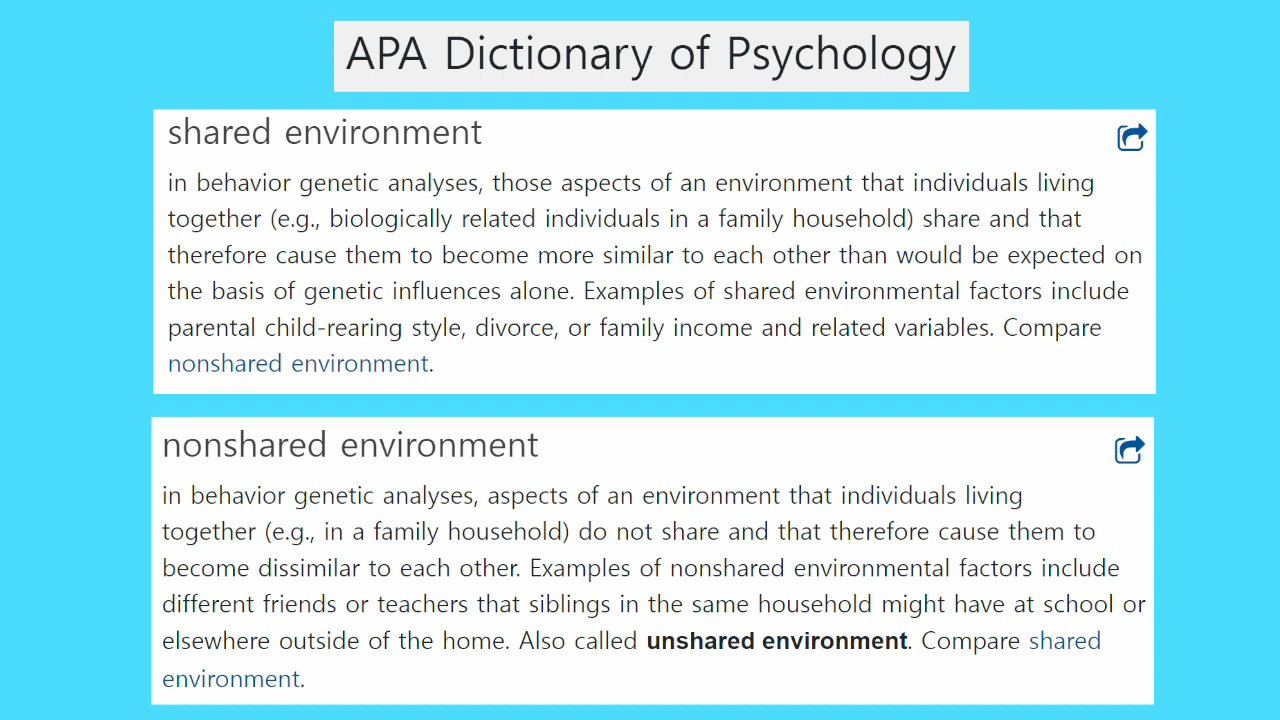 APA Dictionary of Psychology
shared environment
in behavior genetic analyses, those aspects of an environment that individuals living
together (e.g., biologically related individuals in a family household) share and that
therefore cause them to become more similar to each other than would be expected on
the basis of genetic influences alone. Examples of shared environmental factors include
parental child-rearing style, divorce, or family income and related variables. Compare
nonshared environment.
nonshared environment
in behavior genetic analyses, aspects of an environment that individuals living
together (e.g., in a family household) do not share and that therefore cause them to
become dissimilar to each other. Examples of nonshared environmental factors include
different friends or teachers that siblings in the same household might have at school or
elsewhere outside of the home. Also called unshared environment. Compare shared
environment.